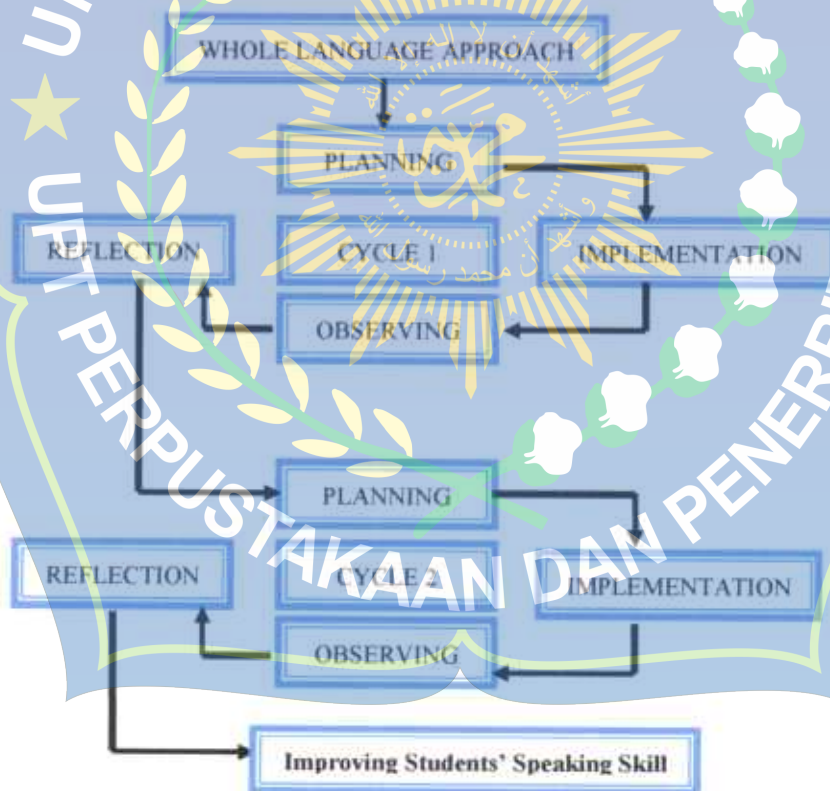 WHOLE LANGUAGE APPROACH
PLANNING
REFLECTION
CYCLE 1
IMPLEMENTATION
OBSERVING
PLANNING
REFLECTION
CYCLE 2
IMPLEMENTATION
OBSERVING
Improving Students' Speaking Skill
UPT PERPUSTAKAAN DAN